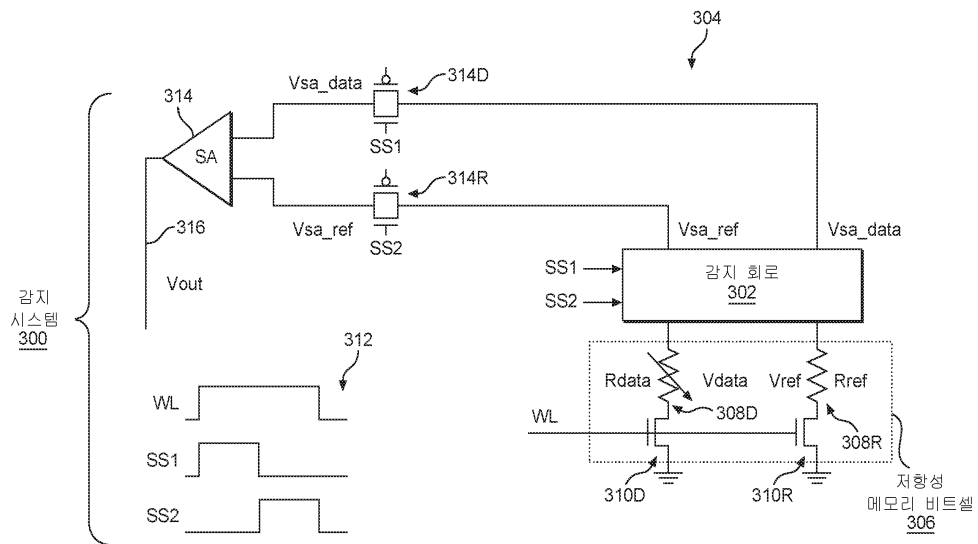 304
Vsa_data
314D
314
SA
SS1
314R
316
Vsa_ref
SS2
Vsa_ref
Vsa_data
Vout
SS1
SS2
감지 회로
302
감지
시스템
300
312
WL
SS1
SS2
Rdata
Vdata
Vref
Rref
308D
308R
WL
310D
310R
저항성
메모리 비트셀
306